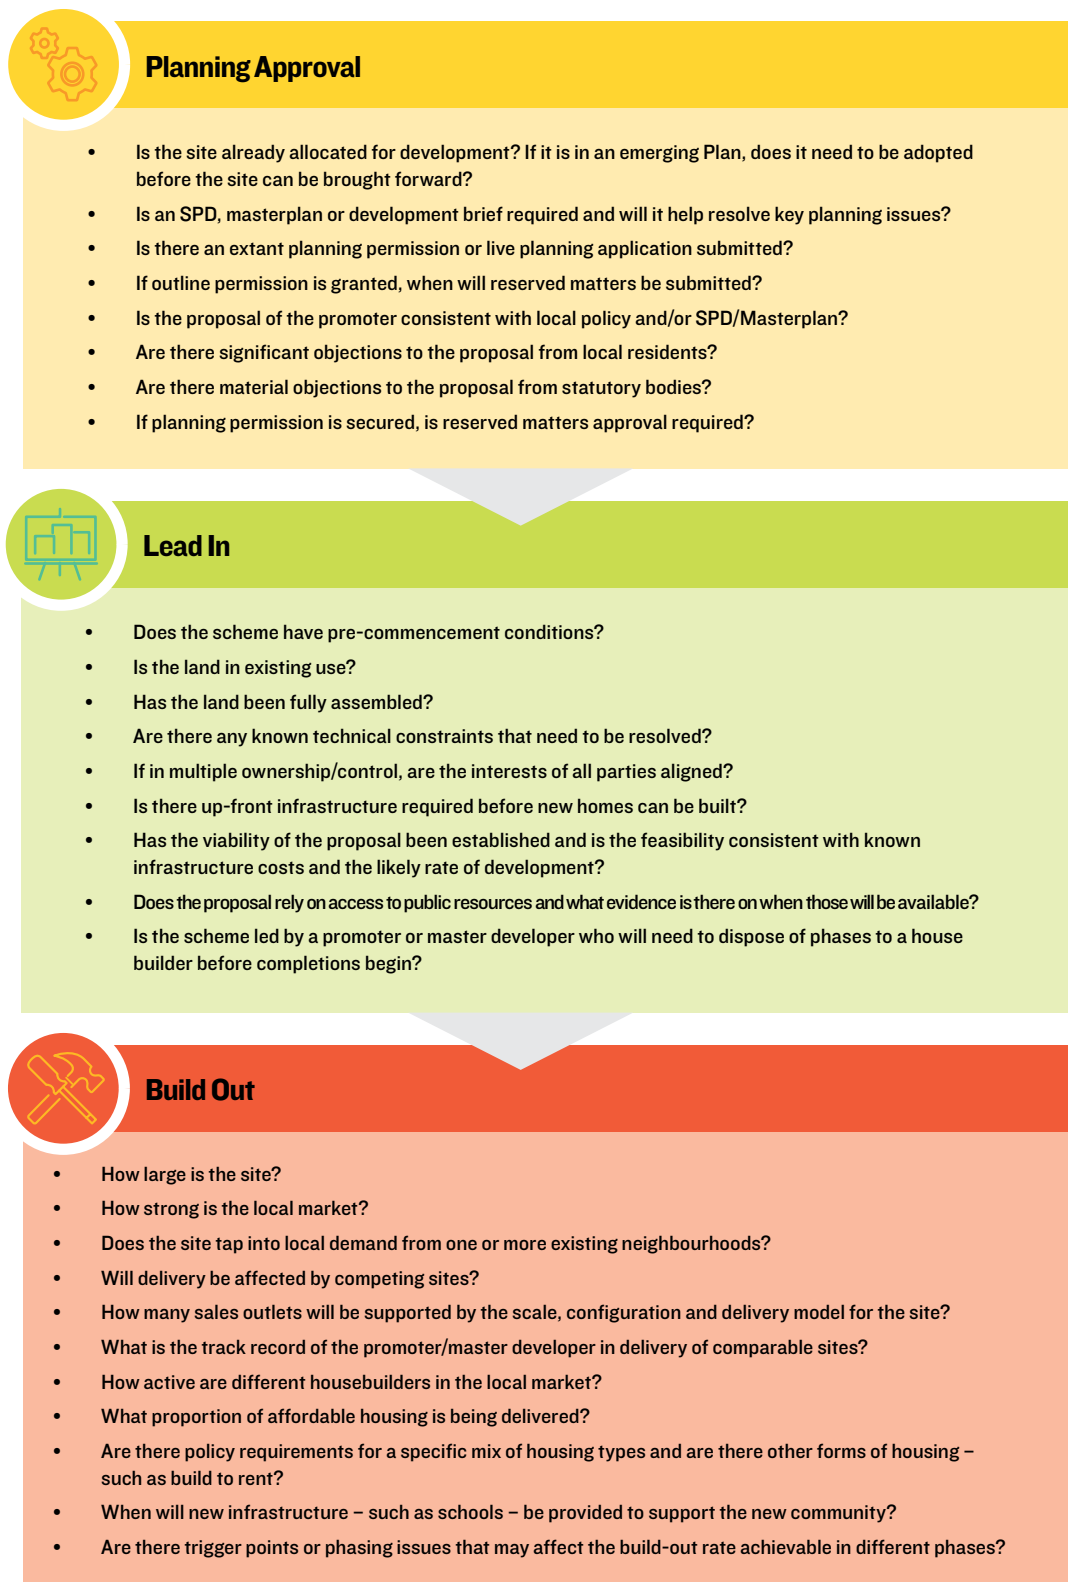 Planning Approval
• Is the site already allocated for development? If it is in an emerging Plan, does it need to be adopted
before the site can be brought forward?
• Is an SPD, masterplan or development brief required and will it help resolve key planning issues?
• Is there an extant planning permission or live planning application submitted?
• If outline permission is granted, when will reserved matters be submitted?
• Is the proposal of the promoter consistent with local policy and/or SPD/Masterplan?
• Are there significant objections to the proposal from local residents?
• Are there material objections to the proposal from statutory bodies?
• If planning permission is secured, is reserved matters approval required?
Lead In
• Does the scheme have pre-commencement conditions?
• Is the land in existing use?
• Has the land been fully assembled?
• Are there any known technical constraints that need to be resolved?
• If in multiple ownership/control, are the interests of all parties aligned?
• Is there up-front infrastructure required before new homes can be built?
• Has the viability of the proposal been established and is the feasibility consistent with known
infrastructure costs and the likely rate of development?
• Does the proposal rely on access to public resources and what evidence is there on when those will be available?
• Is the scheme led by a promoter or master developer who will need to dispose of phases to a house
builder before completions begin?
Build Out
• How large is the site?
• How strong is the local market?
• Does the site tap into local demand from one or more existing neighbourhoods?
• Will delivery be affected by competing sites?
• How many sales outlets will be supported by the scale, configuration and delivery model for the site?
• What is the track record of the promoter/master developer in delivery of comparable sites?
• How active are different housebuilders in the local market?
• What proportion of affordable housing is being delivered?
• Are there policy requirements for a specific mix of housing types and are there other forms of housing –
such as build to rent?
• When will new infrastructure – such as schools – be provided to support the new community?
• Are there trigger points or phasing issues that may affect the build-out rate achievable in different phases?